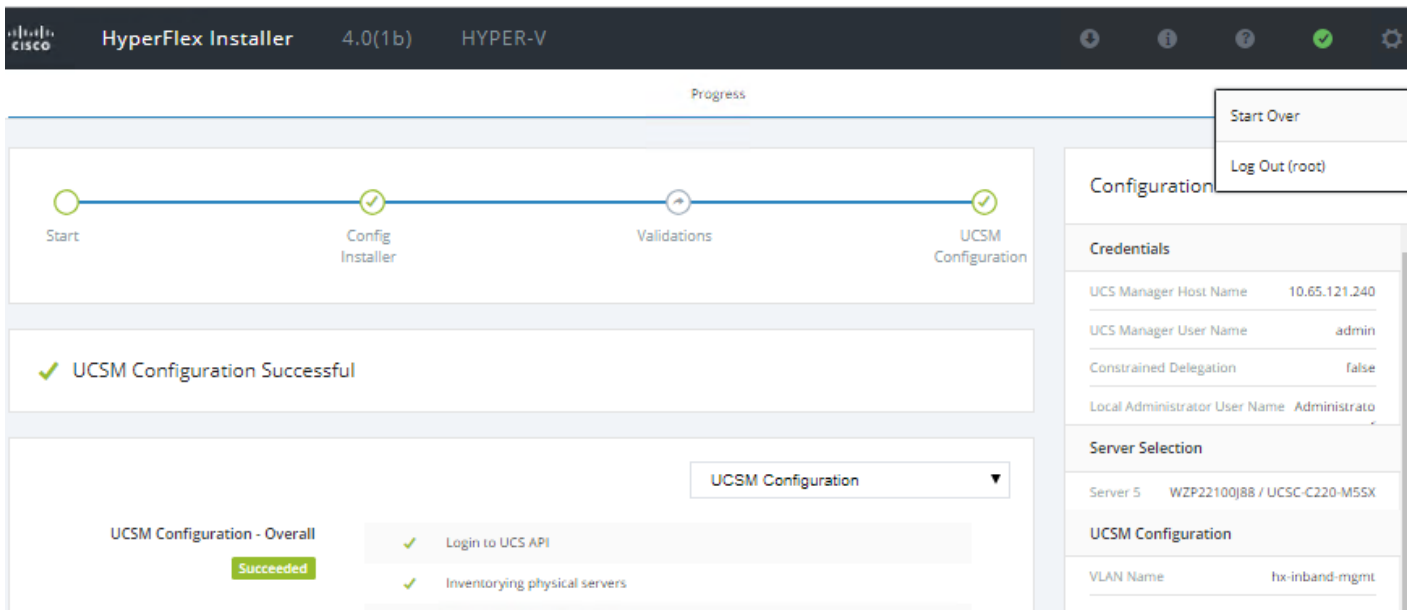 cisco HyperFlex Installer 4.0(1b) HYPER-V
Progress
Start Over
Log Out (root)
Start
Config
Installer
Validations
UCSM
Configuration
UCSM Configuration Successful
UCSM Configuration
UCSM Configuration - Overall
Succeeded
Login to UCS API
Inventorying physical servers
Configuration
Credentials
UCS Manager Host Name 10.65.121.240
UCS Manager User Name admin
Constrained Delegation false
Local Administrator User Name Administrato
Server Selection
Server 5 WZP22100J88 / UCSC-C220-M5SX
UCSM Configuration
VLAN Name hx-inband-mgmt